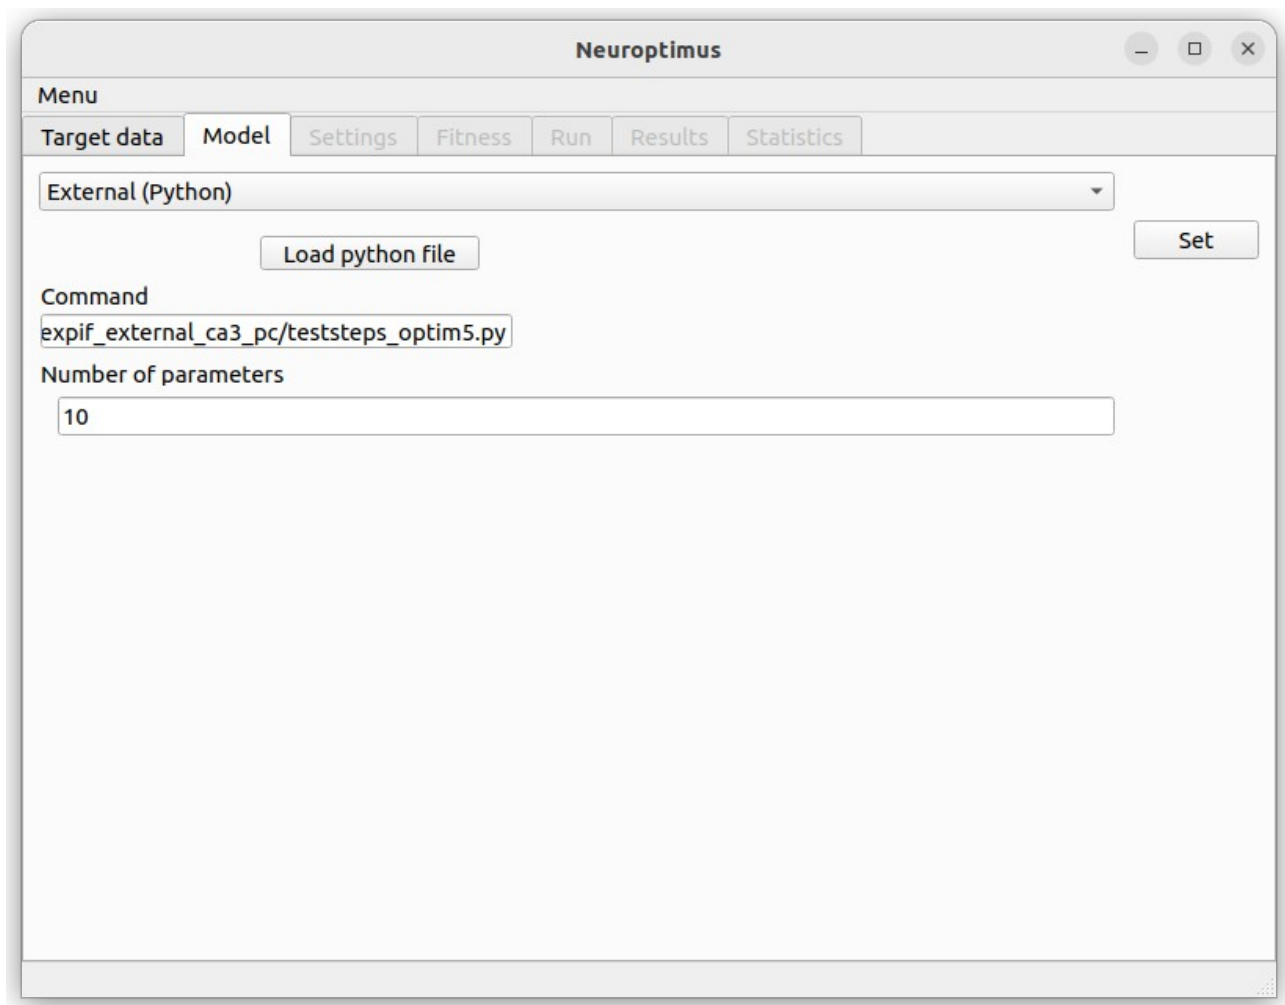 Neuroptimus
Menu
Target data Model Settings Fitness Run Results Statistics
External (Python)
Set
Load python file
Command
expif_external_ca3_pc/teststeps_optim5.py
Number of parameters
10